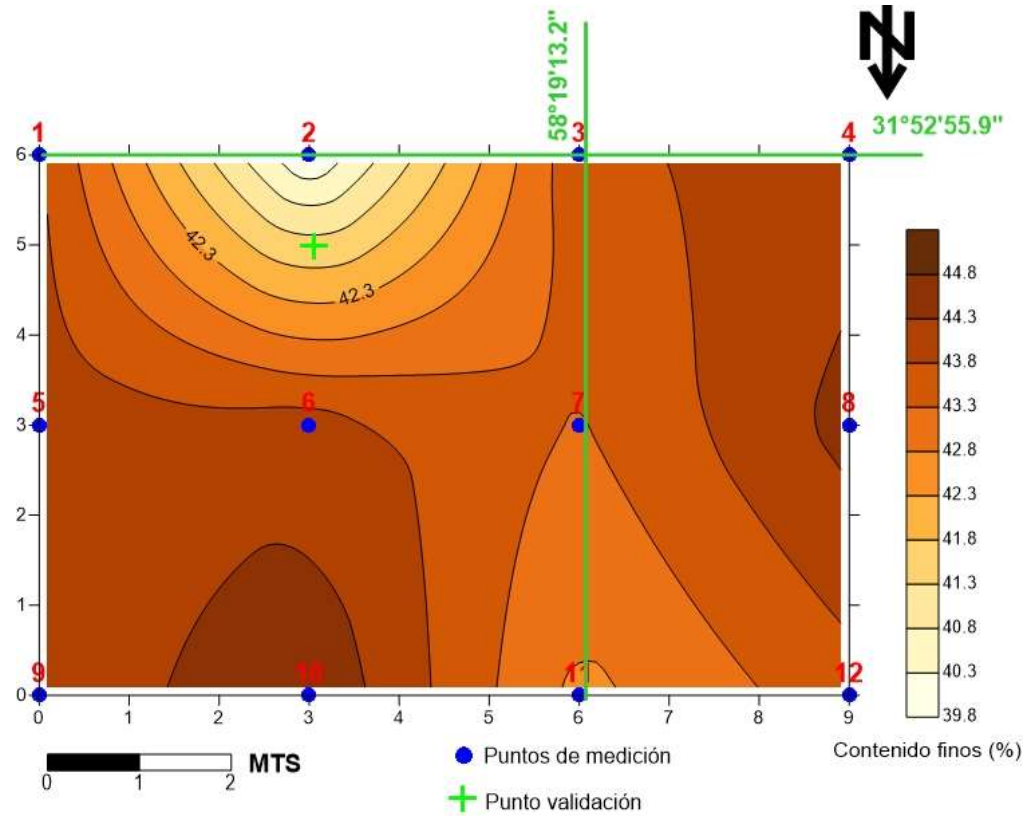 58°19'13.2"
N
31°52'55.9"
1 2 3 4
6
5
4
3
2
1
0
42.3
42.3
5 6 7 8
9 10 11 12
0 1 2 3 4 5 6 7 8 9
44.8
44.3
43.8
43.3
42.8
42.3
41.8
41.3
40.8
40.3
39.8
Contenido finos (%)
0 1 2
MTS
Puntos de medición
Punto validación